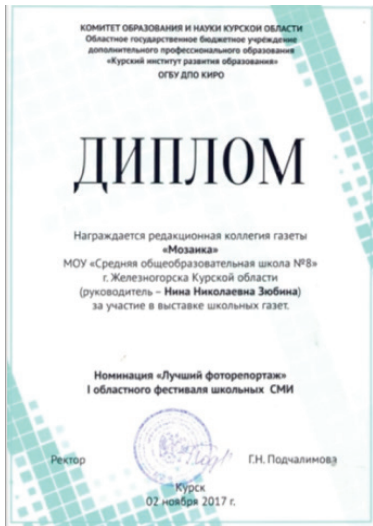 КОМИТЕТ ОБРАЗОВАНИЯ И НАУКИ КУРСКОЙ ОБЛАСТИ
Областное государственное бюджетное учреждение
дополнительного профессионального образования
«Курский институт развития образования»
ОГБУ ДПО КИРО
ДИПЛОМ
Награждается редакционная коллегия газеты
«Мозаика»
МОУ «Средняя общеобразовательная школа №8»
г. Железногорска Курской области
(руководитель – Нина Николаевна Зюбина)
за участие в выставке школьных газет.
Номинация «Лучший фоторепортаж»
I областного фестиваля школьных СМИ
Ректор Г.Н. Подчалимова
Курск
02 ноября 2017 г.